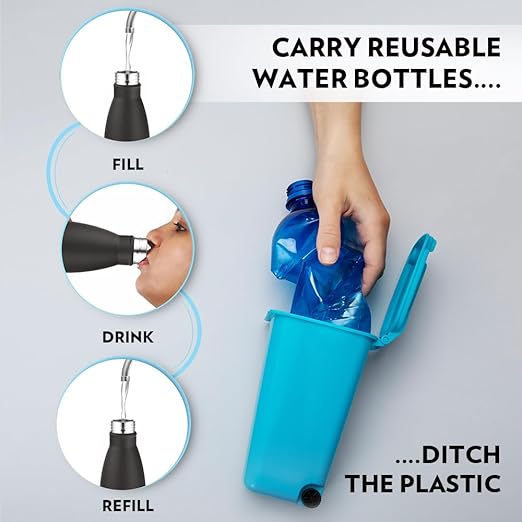 CARRY REUSABLE
WATER BOTTLES....
FILL
DRINK
REFILL
....DITCH
THE PLASTIC